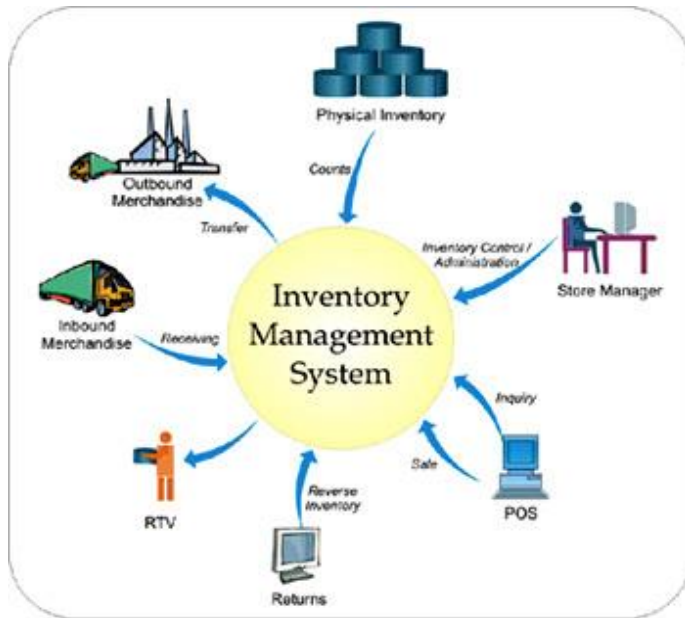 Physical Inventory
Counts
Outbound
Merchandise
Transfer
Inventory Control /
Administration
Store Manager
Inbound
Merchandise
Receiving
Inventory
Management
System
Inquiry
Sale
POS
RTV
Reverse
Inventory
Returns